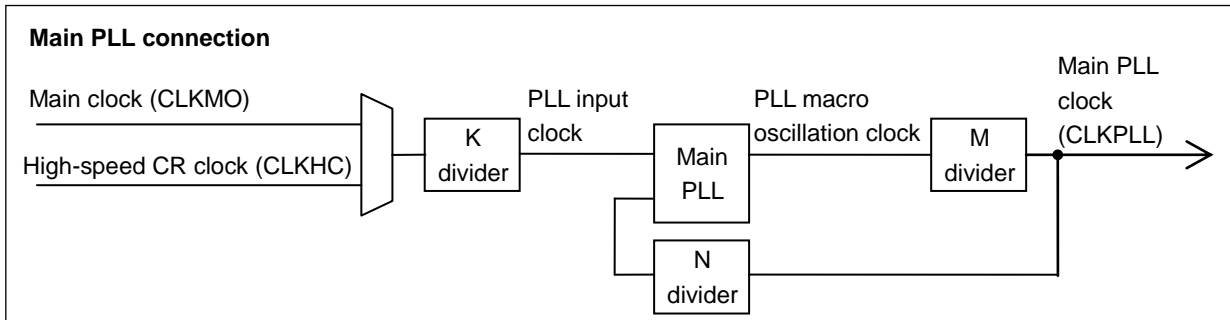 Main PLL connection
Main clock (CLKMO)
High-speed CR clock (CLKHC)
K
divider
PLL input
clock
Main
PLL
PLL macro
oscillation clock
M
divider
Main PLL
clock
(CLKPLL)
N
divider